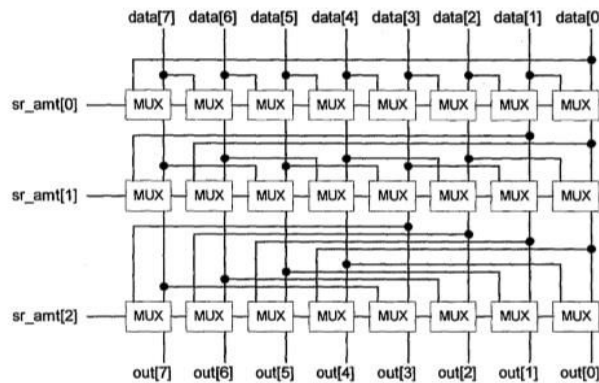 data[7] data[6] data[5] data[4] data[3] data[2] data[1] data[0
sr_amt[0] MUX MUX MUX MUX MUX MUX MUX MUX
sr_amt[1] MUX MUX MUX MUX MUX MUX MUX MUX
sr_amt[2] MUX MUX MUX MUX MUX MUX MUX MUX
out[7] out[6] out[5] out[4] out[3] out[2] out[1] out[0]